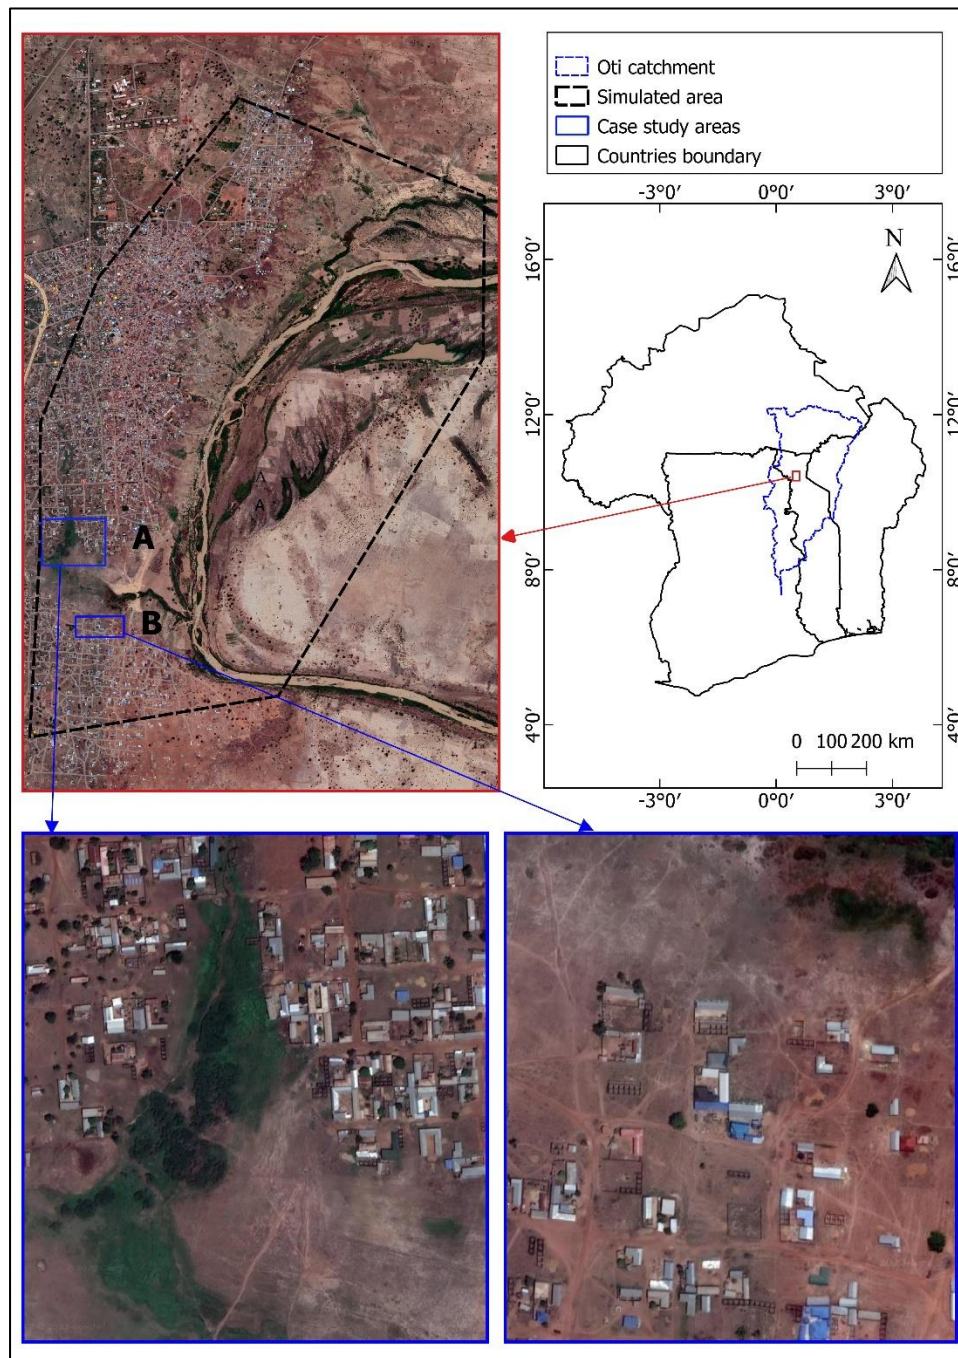 Oti catchment
Simulated area
Case study areas
Countries boundary
-3°0' 0°0' 3°0'
N
16°0' 16°0'
12°0' 12°0'
8°0' 8°0'
4°0' 4°0'
0 100 200 km
-3°0' 0°0' 3°0'
A
A
A
B